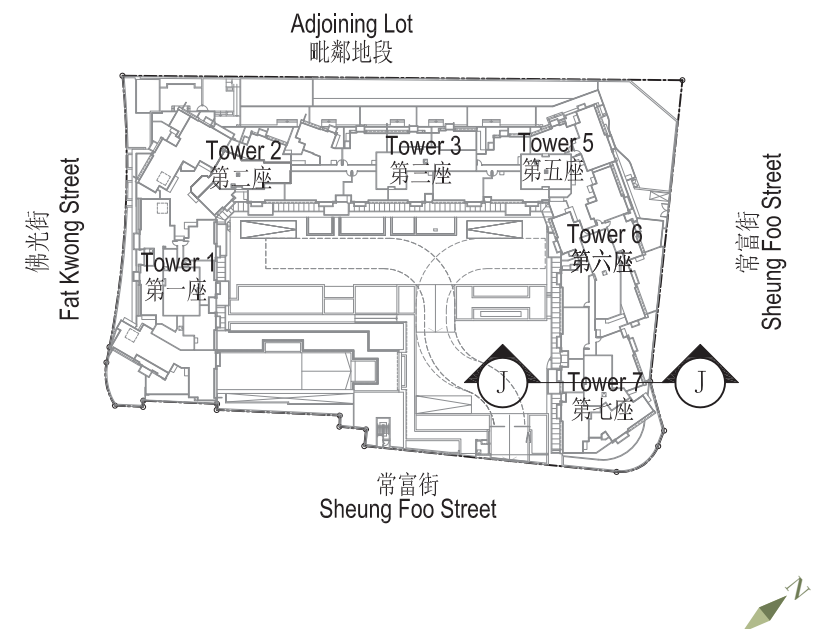 Adjoining Lot
毗鄰地段
Tower 2
第二座
Tower 3
第三座
Tower 5
第五座
佛光街
Fat Kwong Street
常富街
Sheung Foo Street
Tower 6
第六座
Tower 1
第一座
J
J
Tower 7
第七座
常富街
Sheung Foo Street
N